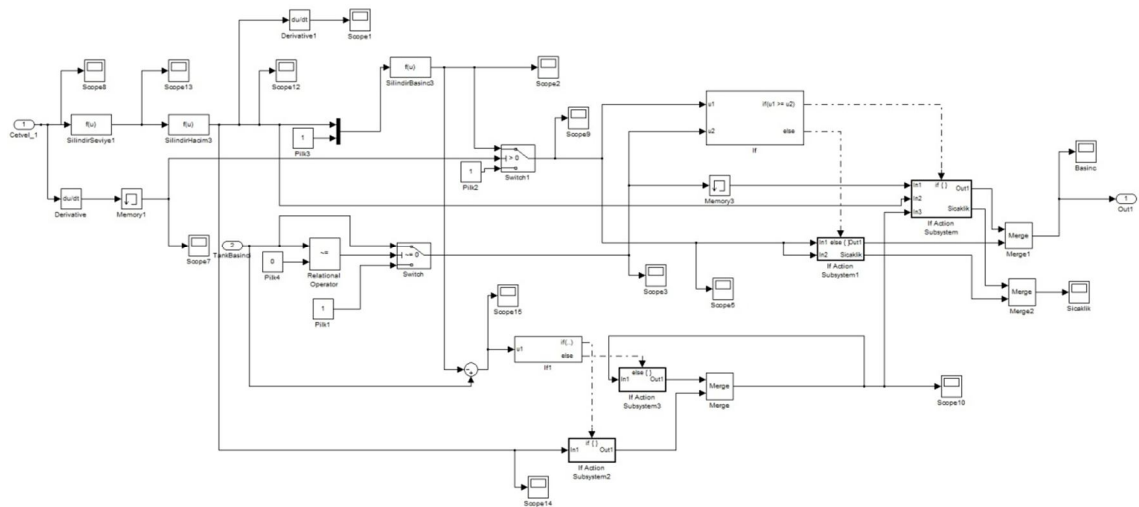 du/dt
Derivative1
Scope1
Scope8
Scope13
Scope12
f(u)
SilindirBasinc3
Scope2
1
Cetvel_1
f(u)
SilindirSeviye1
f(u)
SilindirHacim3
1
Pilk3
Scope9
1
Pilk2
> 0
Switch1
u1
u2
if(u1 >= u2)
else
If
Basinc
1
Out1
du/dt
Derivative
Memory1
Scope7
Memory3
In1
In2
In3
if { }
Out1
Sicaklik
If Action
Subsystem
Merge
Merge1
TankBasinci
0
Pilk4
~=
Relational
Operator
~= 0
Switch
1
Pilk1
In1
In2
else { }
Out1
Sicaklik
If Action
Subsystem1
Scope3
Merge
Merge2
Sicaklik
Scope15
u1
if(..)
else
If1
else { }
In1
Out1
If Action
Subsystem3
Merge
Merge
Scope10
if { }
In1
Out1
If Action
Subsystem2
Scope14